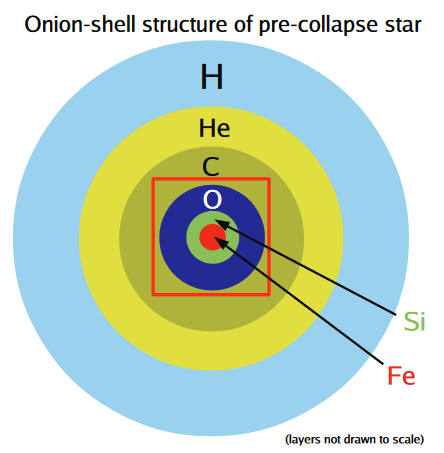 Onion-shell structure of pre-collapse star
H
He
C
O
Si
Fe
(layers not drawn to scale)